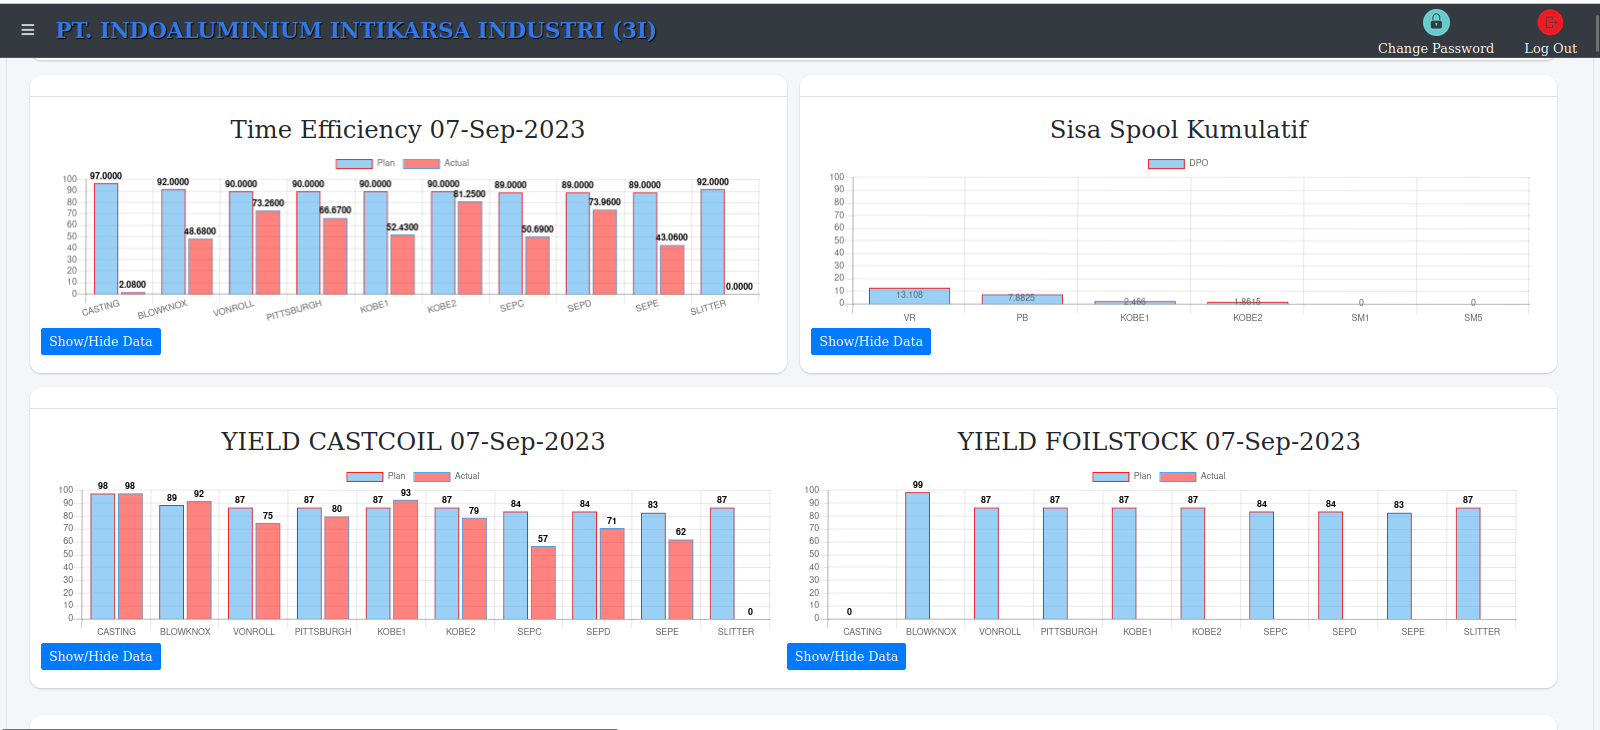 PT. INDOALUMINIUM INTIKARSA INDUSTRI (3I)
Change Password
Log Out
Time Efficiency 07-Sep-2023
Plan Actual
100
90
80
70
60
50
40
30
20
10
0
97.0000 92.0000 90.0000 90.0000 90.0000 90.0000 89.0000 89.0000 89.0000 92.0000
2.0800 48.6800 73.2600 66.6700 52.4300 81.2500 50.6900 73.9600 43.0600 0.0000
CASTING BLOWKNOX VONROLL PITTSBURGH KOBE1 KOBE2 SEPC SEPD SEPE SLITTER
Show/Hide Data
Sisa Spool Kumulatif
DPO
100
90
80
70
60
50
40
30
20
10
0
13.108 7.8825 2.466 1.8615 0 0
VR PB KOBE1 KOBE2 SM1 SM5
Show/Hide Data
YIELD CASTCOIL 07-Sep-2023
Plan Actual
100
90
80
70
60
50
40
30
20
10
0
98 98 89 92 87 75 87 80 87 93 87 79 84 57 84 71 83 62 87 0
CASTING BLOWKNOX VONROLL PITTSBURGH KOBE1 KOBE2 SEPC SEPD SEPE SLITTER
Show/Hide Data
YIELD FOILSTOCK 07-Sep-2023
Plan Actual
100
90
80
70
60
50
40
30
20
10
0
0 99 87 87 87 87 84 84 83 87
CASTING BLOWKNOX VONROLL PITTSBURGH KOBE1 KOBE2 SEPC SEPD SEPE SLITTER
Show/Hide Data